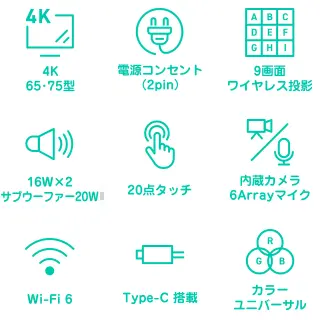 4K
4K
65・75型
電源コンセント
（2pin）
A B C
D E F
G H I
9画面
ワイヤレス投影
16W×2
サブウーファー20W
20点タッチ
内蔵カメラ
6Arrayマイク
Wi-Fi 6
Type-C 搭載
R
G B
カラー
ユニバーサル